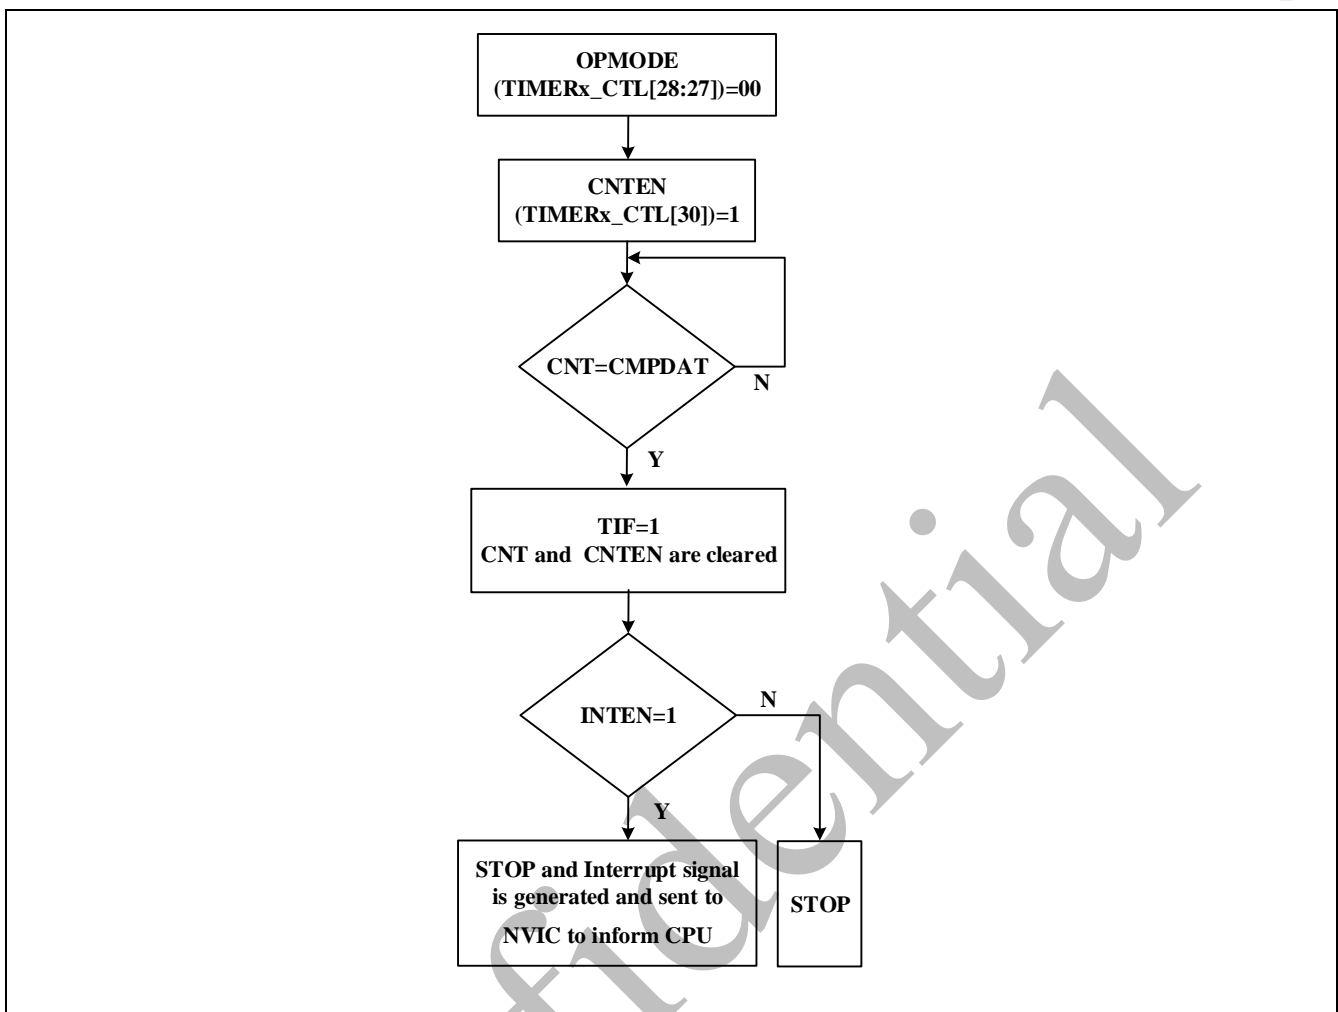 OPMODE
(TIMERx_CTL[28:27])=00
CNTEN
(TIMERx_CTL[30])=1
CNT=CMPDAT
N
Y
TIF=1
CNT and CNTEN are cleared
INTEN=1
N
Y
STOP and Interrupt signal
is generated and sent to
NVIC to inform CPU
STOP
fidential